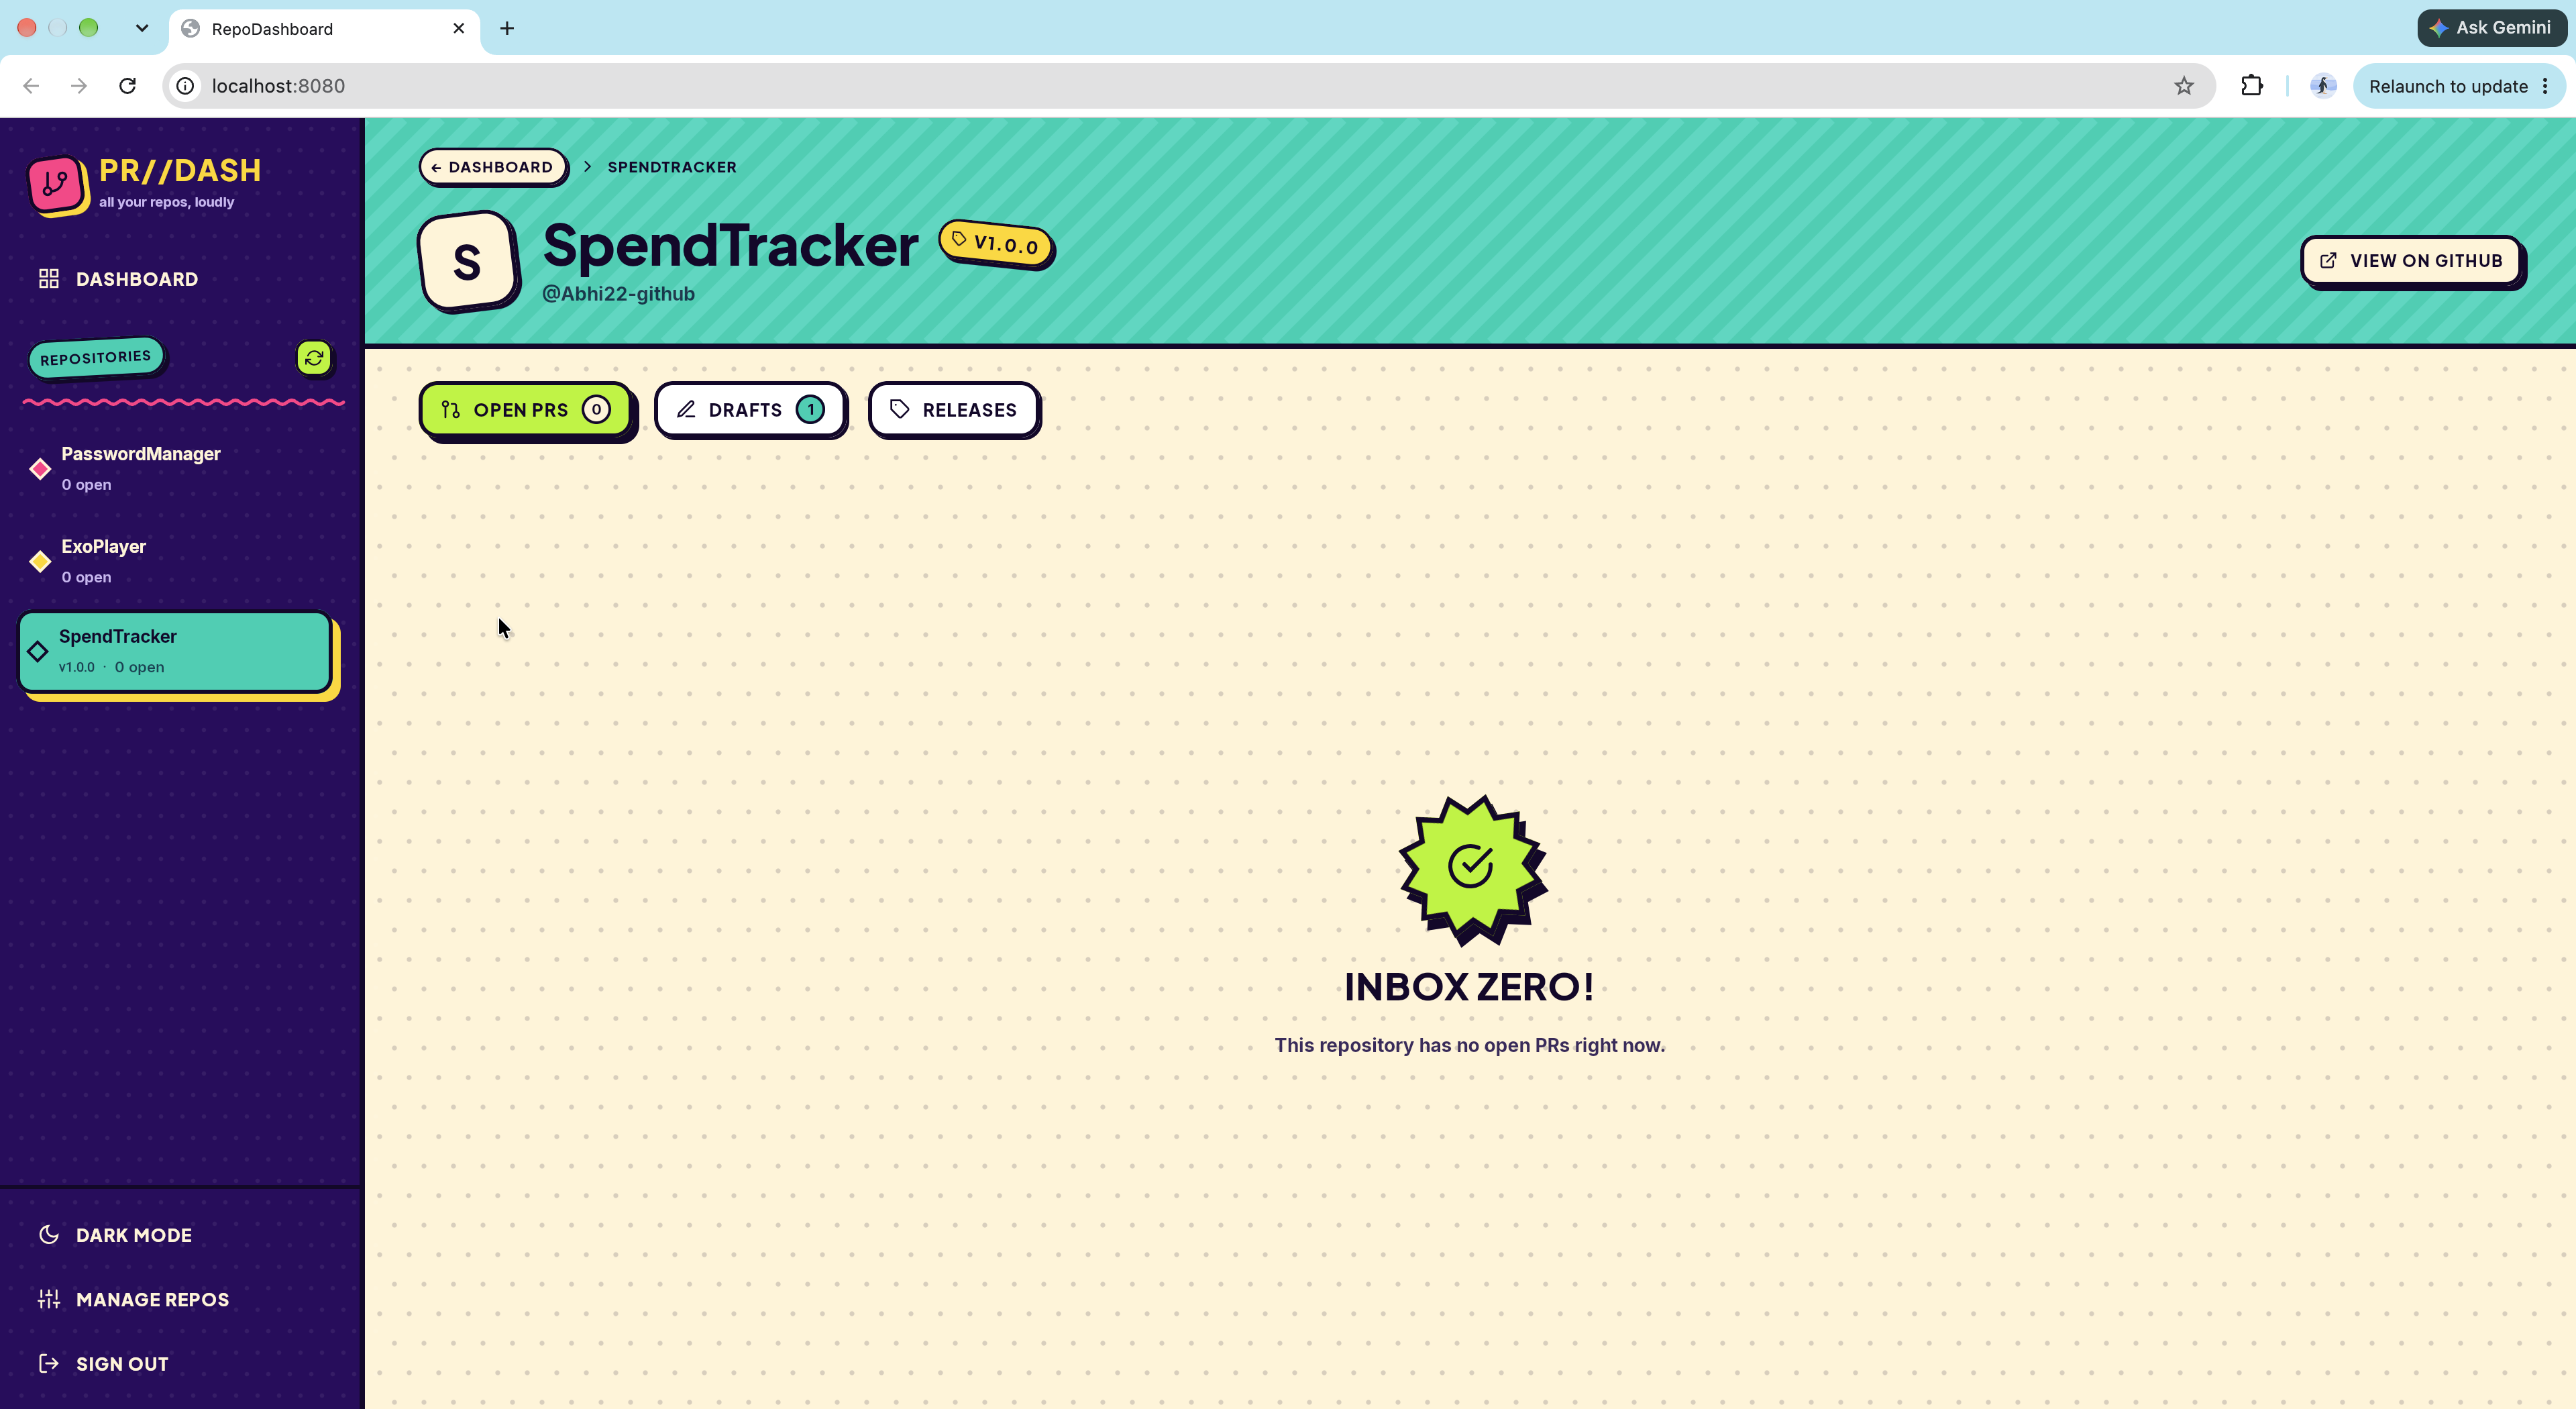 RepoDashboard
Ask Gemini
localhost:8080
Relaunch to update
PR//DASH
all your repos, loudly
DASHBOARD
REPOSITORIES
PasswordManager
0 open
ExoPlayer
0 open
SpendTracker
v1.0.0 · 0 open
DARK MODE
MANAGE REPOS
SIGN OUT
← DASHBOARD > SPENDTRACKER
S
SpendTracker
V1.0.0
@Abhi22-github
VIEW ON GITHUB
OPEN PRS 0
DRAFTS 1
RELEASES
INBOX ZERO!
This repository has no open PRs right now.